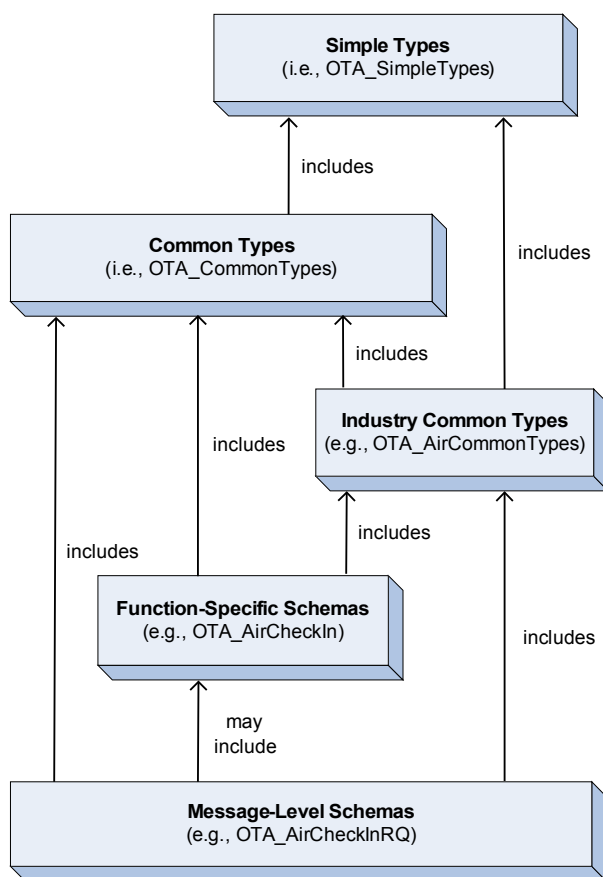 Simple Types
(i.e., OTA_SimpleTypes)
includes
Common Types
(i.e., OTA_CommonTypes)
includes
includes
Industry Common Types
(e.g., OTA_AirCommonTypes)
includes
includes
includes
Function-Specific Schemas
(e.g., OTA_AirCheckIn)
includes
may
include
Message-Level Schemas
(e.g., OTA_AirCheckInRQ)